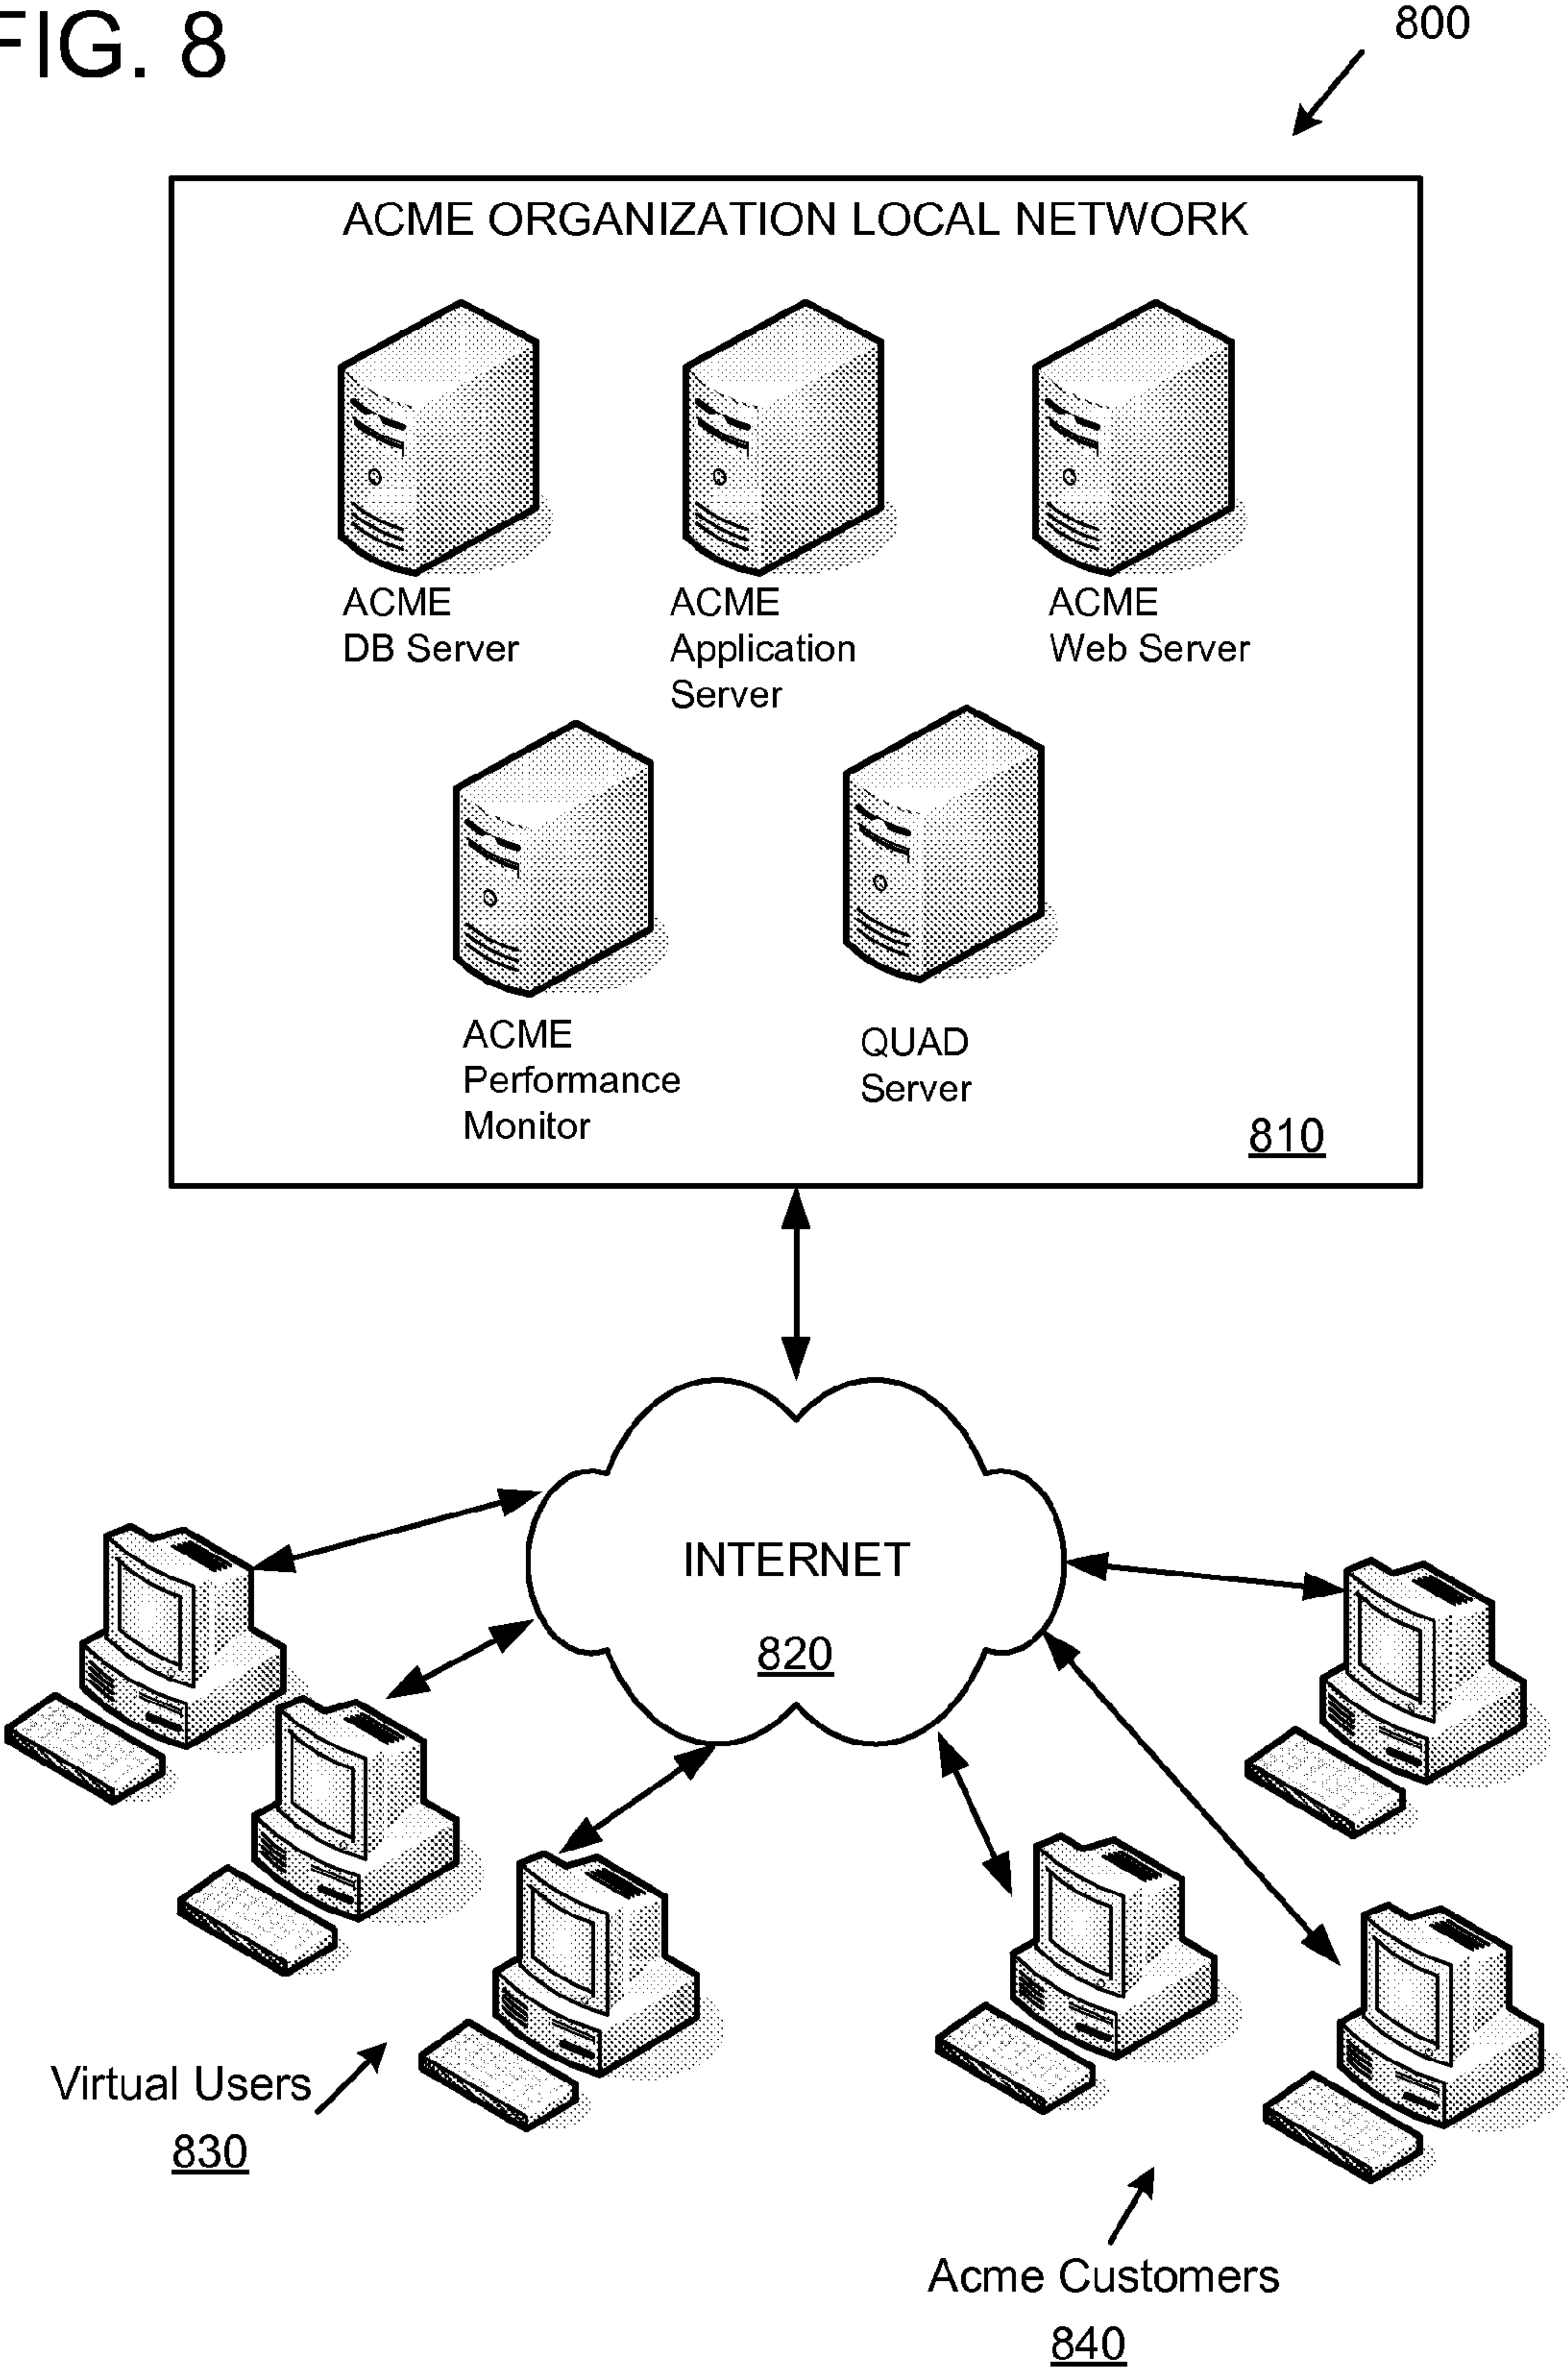 FIG. 8
800
ACME ORGANIZATION LOCAL NETWORK
ACME
DB Server
ACME
Application
Server
ACME
Web Server
ACME
Performance
Monitor
QUAD
Server
810
INTERNET
820
Virtual Users
830
Acme Customers
840